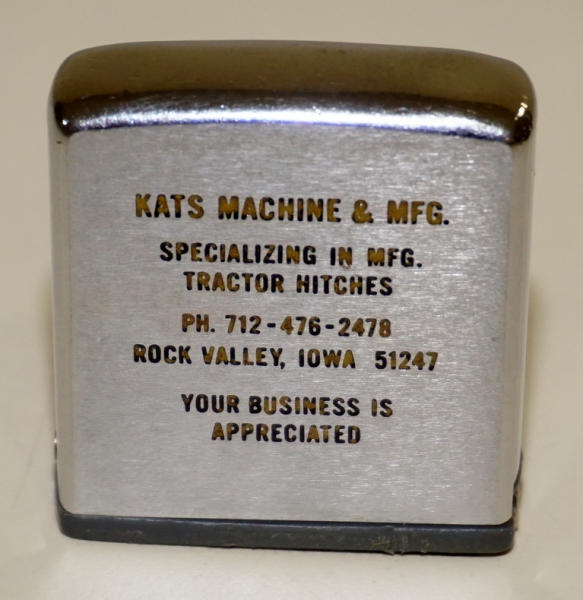 KATS MACHINE & MFG.
SPECIALIZING IN MFG.
TRACTOR HITCHES
PH. 712-476-2478
ROCK VALLEY, IOWA 51247
YOUR BUSINESS IS
APPRECIATED